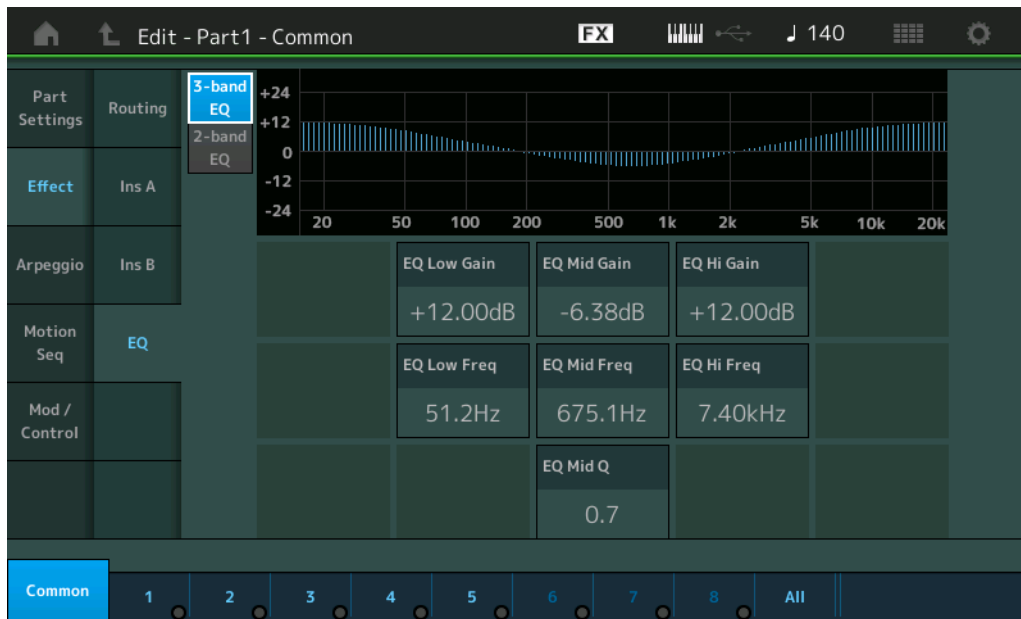 Edit - Part1 - Common
FX
140
Part
Settings
Effect
Arpeggio
Motion
Seq
Mod /
Control
Routing
Ins A
Ins B
EQ
3-band
EQ
2-band
EQ
+24
+12
0
-12
-24
20 50 100 200 500 1k 2k 5k 10k 20k
EQ Low Gain EQ Mid Gain EQ Hi Gain
+12.00dB -6.38dB +12.00dB
EQ Low Freq EQ Mid Freq EQ Hi Freq
51.2Hz 675.1Hz 7.40kHz
EQ Mid Q
0.7
Common 1 2 3 4 5 6 7 8 All